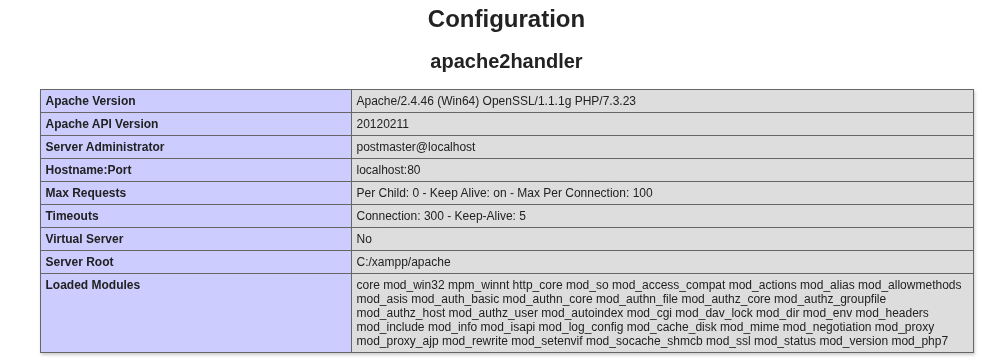 Configuration
apache2handler
Apache Version Apache/2.4.46 (Win64) OpenSSL/1.1.1g PHP/7.3.23
Apache API Version 20120211
Server Administrator postmaster@localhost
Hostname:Port localhost:80
Max Requests Per Child: 0 - Keep Alive: on - Max Per Connection: 100
Timeouts Connection: 300 - Keep-Alive: 5
Virtual Server No
Server Root C:/xampp/apache
Loaded Modules core mod_win32 mpm_winnt http_core mod_so mod_access_compat mod_actions mod_alias mod_allowmethods
mod_asis mod_auth_basic mod_authn_core mod_authn_file mod_authz_core mod_authz_groupfile
mod_authz_host mod_authz_user mod_autoindex mod_cgi mod_dav_lock mod_dir mod_env mod_headers
mod_include mod_info mod_isapi mod_log_config mod_cache_disk mod_mime mod_negotiation mod_proxy
mod_proxy_ajp mod_rewrite mod_setenvif mod_socache_shmcb mod_ssl mod_status mod_version mod_php7